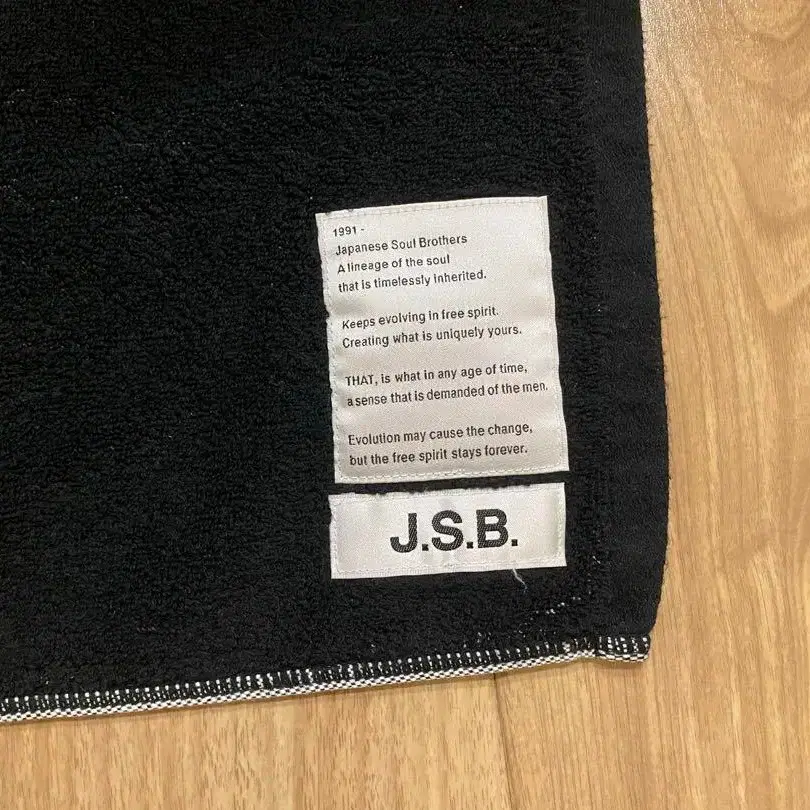 1991 -
Japanese Soul Brothers
A lineage of the soul
that is timelessly inherited.
Keeps evolving in free spirit.
Creating what is uniquely yours.
THAT, is what in any age of time,
a sense that is demanded of the men.
Evolution may cause the change,
but the free spirit stays forever.
J.S.B.